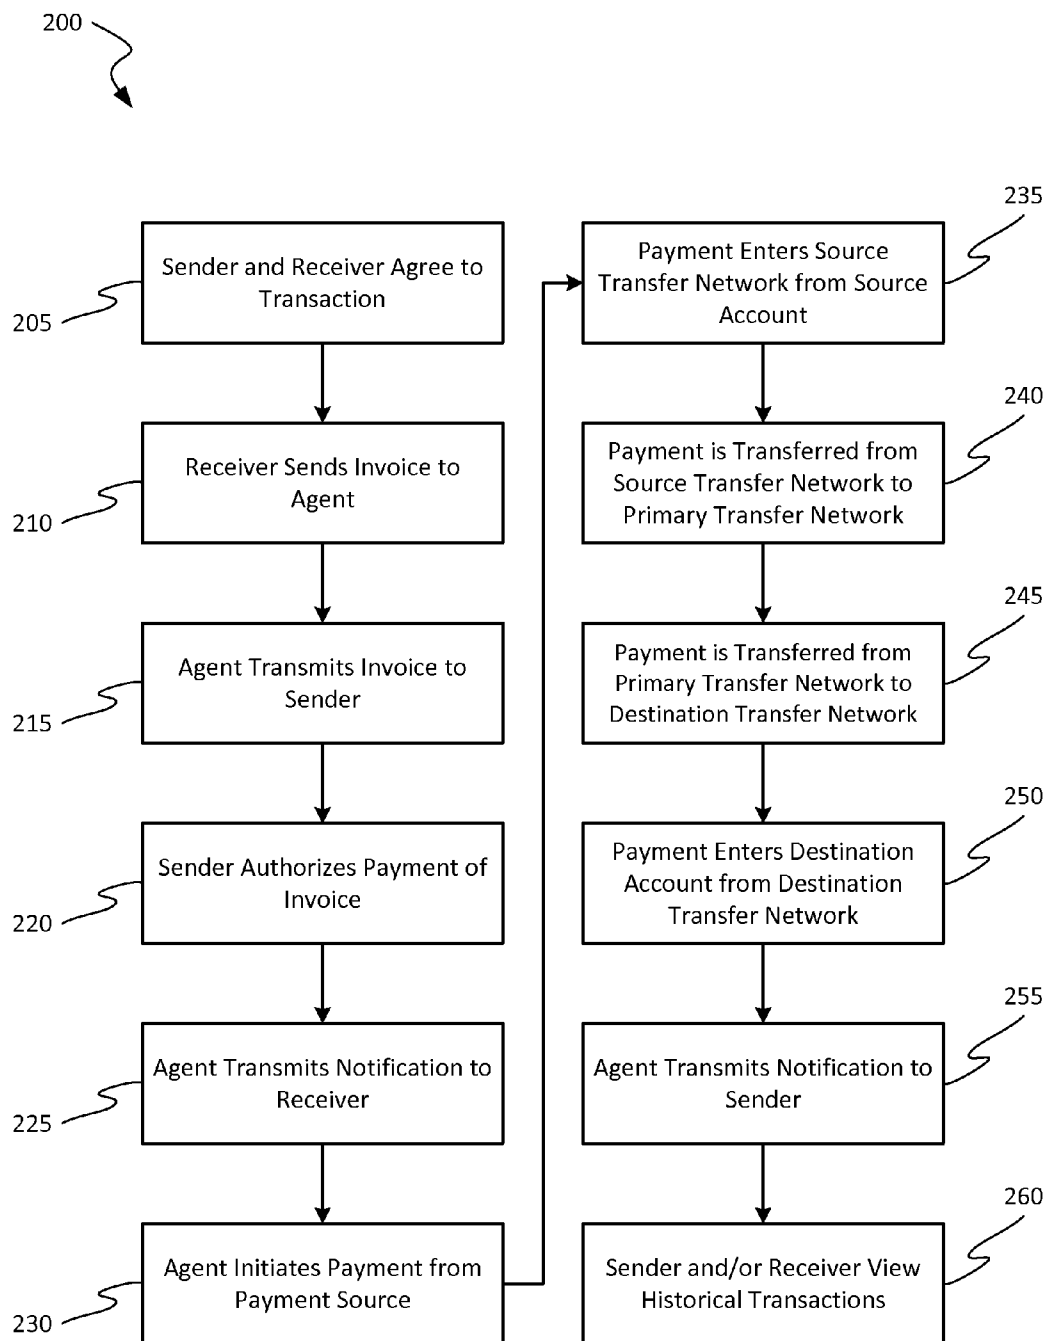 200
Sender and Receiver Agree to
Transaction
205
Receiver Sends Invoice to
Agent
210
Agent Transmits Invoice to
Sender
215
Sender Authorizes Payment of
Invoice
220
Agent Transmits Notification to
Receiver
225
Agent Initiates Payment from
Payment Source
230
235
Payment Enters Source
Transfer Network from Source
Account
240
Payment is Transferred from
Source Transfer Network to
Primary Transfer Network
245
Payment is Transferred from
Primary Transfer Network to
Destination Transfer Network
250
Payment Enters Destination
Account from Destination
Transfer Network
255
Agent Transmits Notification to
Sender
260
Sender and/or Receiver View
Historical Transactions